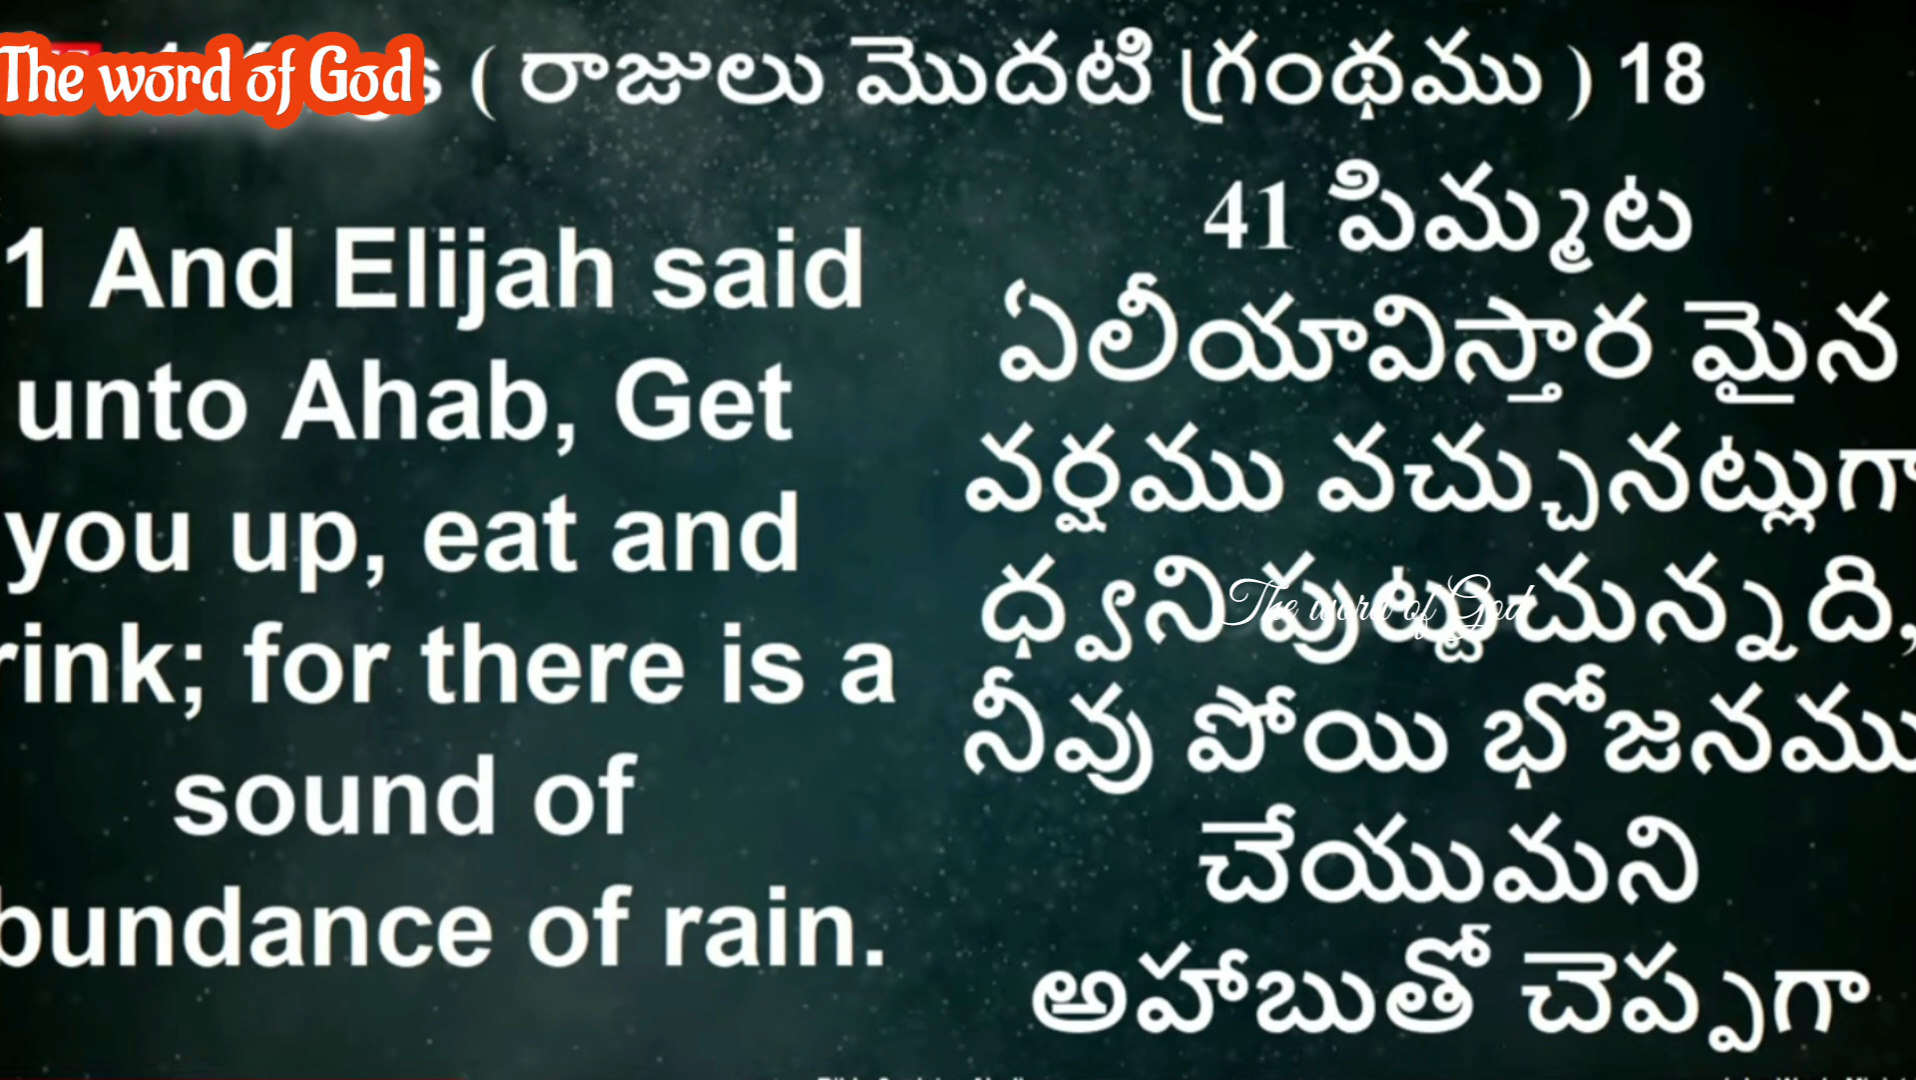 The word of God
( రాజులు మొదటి గ్రంథము ) 18
1 And Elijah said
unto Ahab, Get
you up, eat and
rink; for there is a
sound of
bundance of rain.
41 పిమ్మట
ఏలీయావిస్తార మైన
వర్షము వచ్చునట్లుగా
ధ్వనిపుట్టుచున్నది,
నీవు పోయి భోజనము
చేయుమని
అహాబుతో చెప్పగా
The word of God